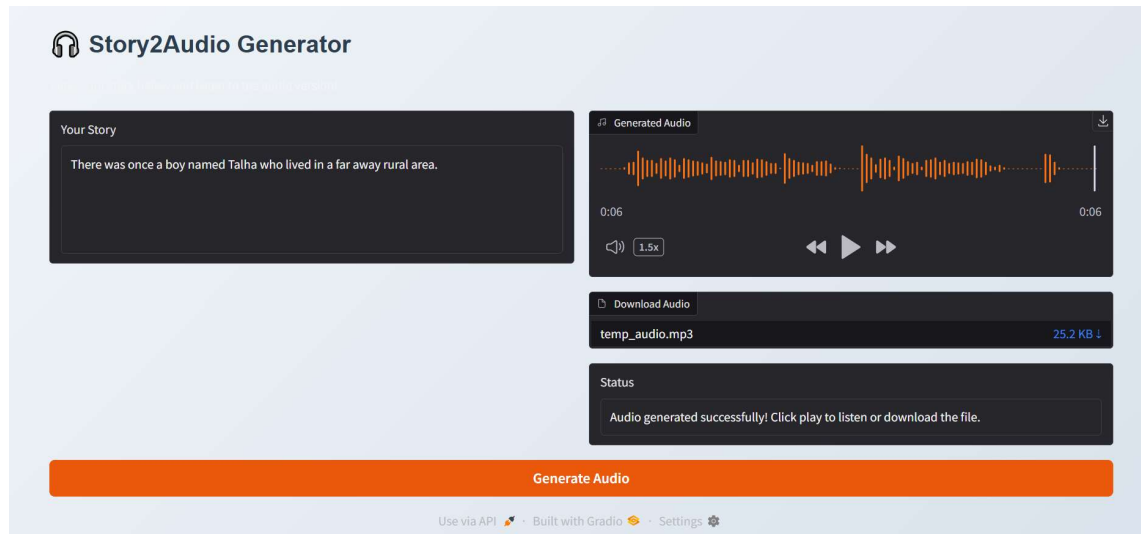 Story2Audio Generator
Your Story
There was once a boy named Talha who lived in a far away rural area.
Generated Audio
0:06
0:06
1.5x
Download Audio
temp_audio.mp3
25.2 KB ↓
Status
Audio generated successfully! Click play to listen or download the file.
Generate Audio
Use via API · Built with Gradio · Settings